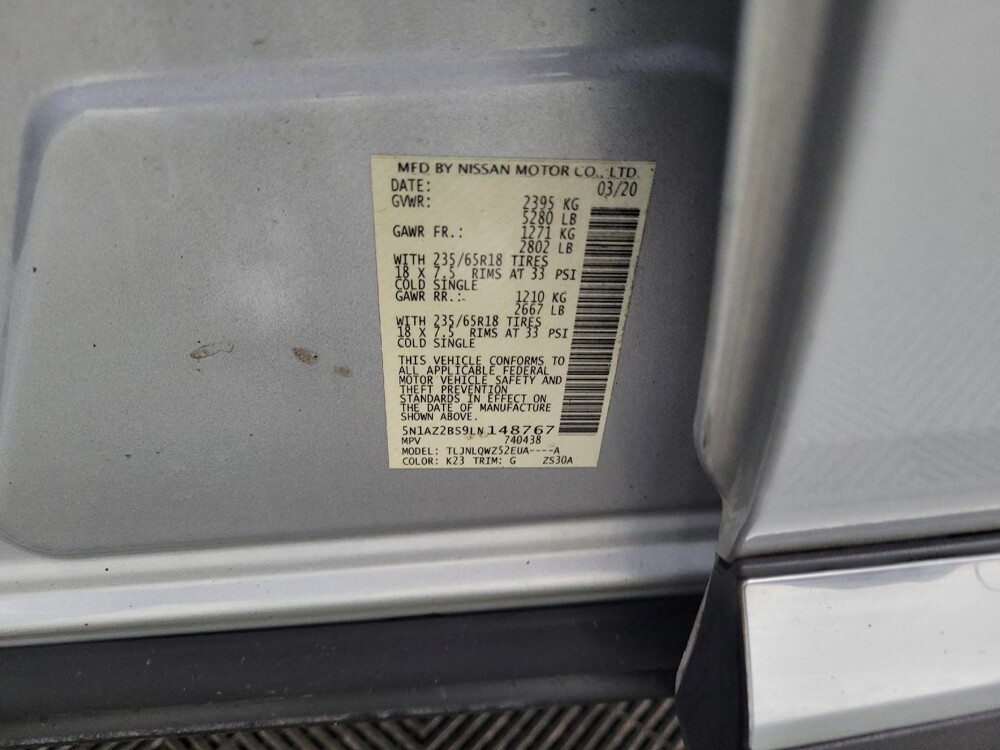 MFD BY NISSAN MOTOR CO., LTD.
DATE: 03/20
GVWR: 2395 KG
5280 LB
GAWR FR.: 1271 KG
2802 LB
WITH 235/65R18 TIRES
18 X 7.5 RIMS AT 33 PSI
COLD SINGLE
GAWR RR.: 1210 KG
2667 LB
WITH 235/65R18 TIRES
18 X 7.5 RIMS AT 33 PSI
COLD SINGLE
THIS VEHICLE CONFORMS TO
ALL APPLICABLE FEDERAL
MOTOR VEHICLE SAFETY AND
THEFT PREVENTION
STANDARDS IN EFFECT ON
THE DATE OF MANUFACTURE
SHOWN ABOVE.
5N1AZ2BS9LN148767
MPV 740438
MODEL: TLJNLQWZ52EUA----A
COLOR: K23 TRIM: G ZS30A